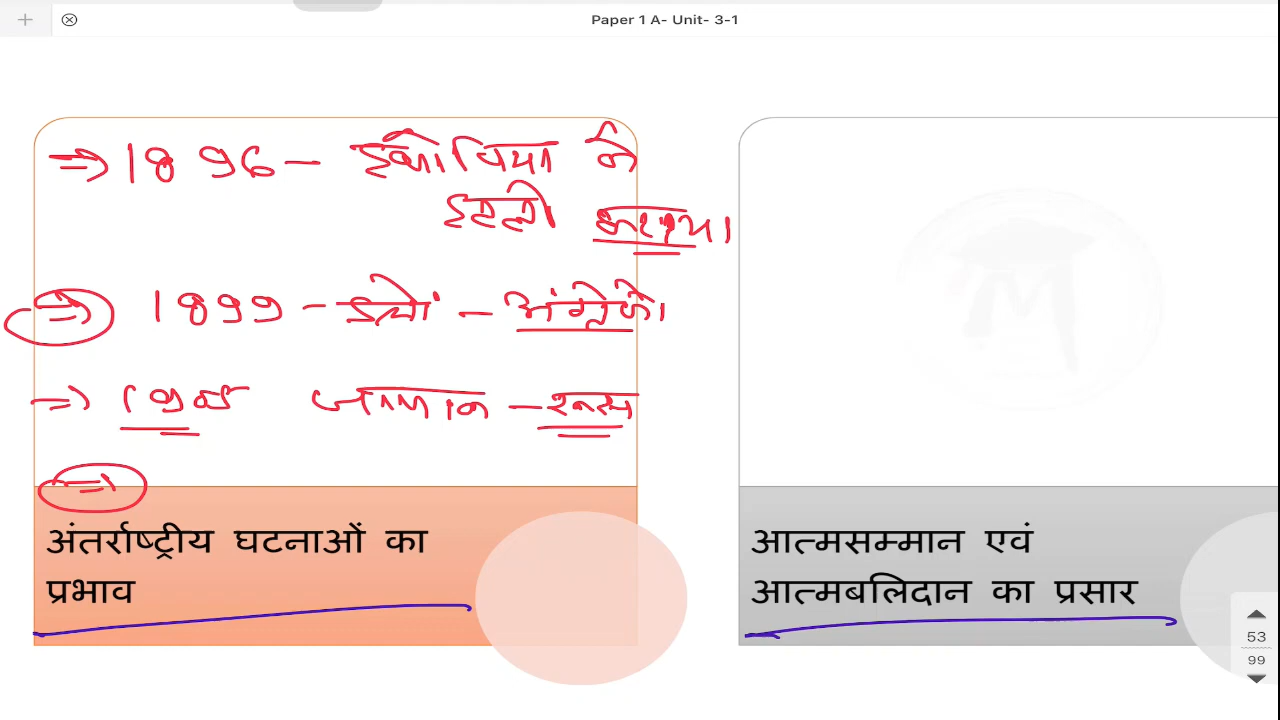 Paper 1 A- Unit- 3-1
⇒ 1896 – इथोपिया ने
इटली हराया।
⇒ 1899 –
⇒ 1905 जापान – रूस
⇒
अंतर्राष्ट्रीय घटनाओं का
प्रभाव
M
आत्मसम्मान एवं
आत्मबलिदान का प्रसार
53
99